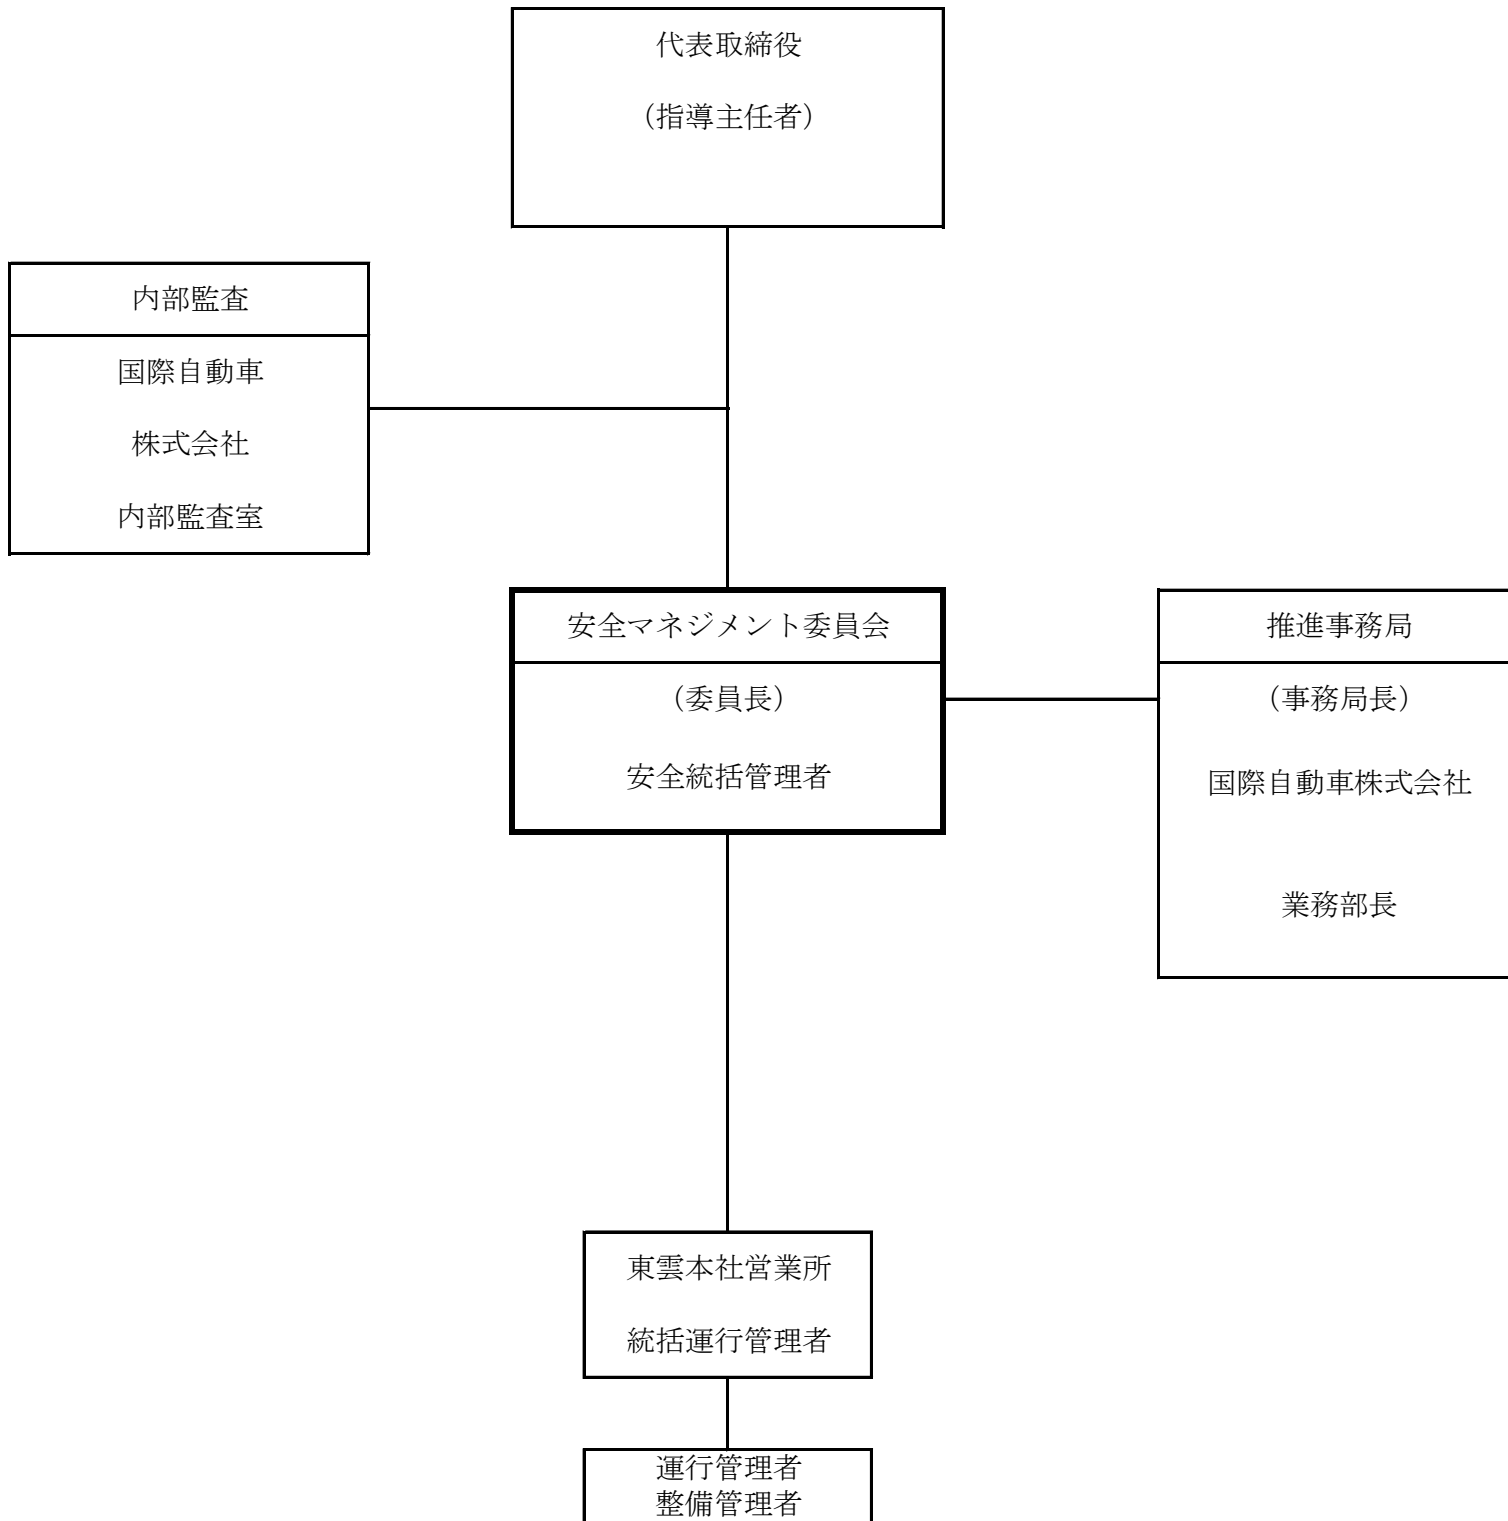 代表取締役
（指導主任者）
内部監査
国際自動車
株式会社
内部監査室
安全マネジメント委員会
（委員長）
安全統括管理者
推進事務局
（事務局長）
国際自動車株式会社
業務部長
東雲本社営業所
統括運行管理者
運行管理者
整備管理者